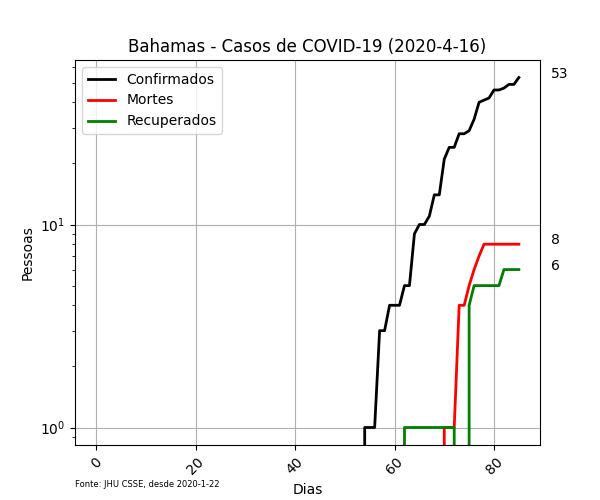 Bahamas - Casos de COVID-19 (2020-4-16)
Confirmados
Mortes
Recuperados
53
8
6
10¹
10⁰
Pessoas
0
20
40
60
80
Dias
Fonte: JHU CSSE, desde 2020-1-22